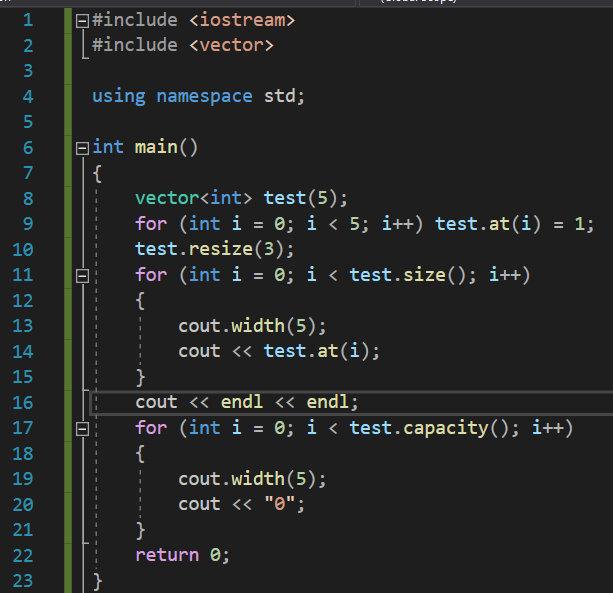 1 #include <iostream>
2 #include <vector>
3
4 using namespace std;
5
6 int main()
7 {
8 vector<int> test(5);
9 for (int i = 0; i < 5; i++) test.at(i) = 1;
10 test.resize(3);
11 for (int i = 0; i < test.size(); i++)
12 {
13 cout.width(5);
14 cout << test.at(i);
15 }
16 cout << endl << endl;
17 for (int i = 0; i < test.capacity(); i++)
18 {
19 cout.width(5);
20 cout << "0";
21 }
22 return 0;
23 }